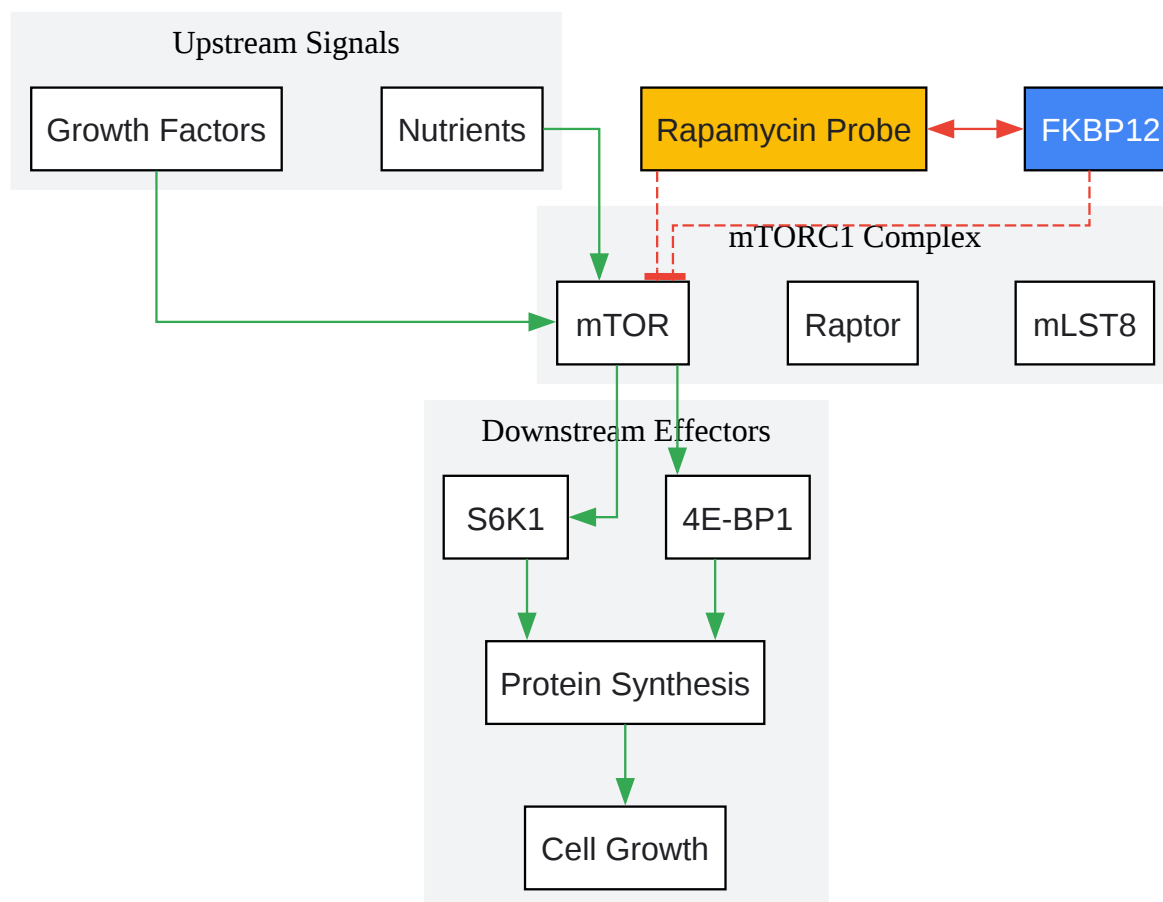 Upstream Signals
Growth Factors
Nutrients
Rapamycin Probe
FKBP12
mTORC1 Complex
mTOR
Raptor
mLST8
Downstream Effectors
S6K1
4E-BP1
Protein Synthesis
Cell Growth